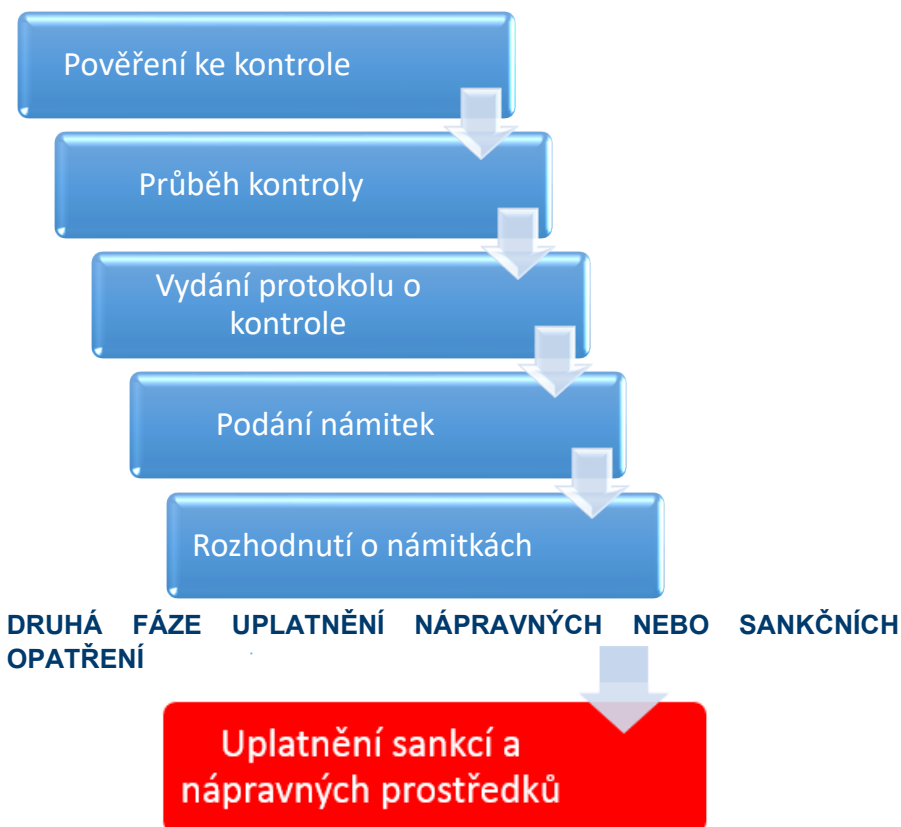 Pověření ke kontrole
Průběh kontroly
Vydání protokolu o
kontrole
Podání námitek
Rozhodnutí o námitkách
DRUHÁ FÁZE UPLATNĚNÍ NÁPRAVNÝCH NEBO SANKČNÍCH
OPATŘENÍ
Uplatnění sankcí a
nápravných prostředků